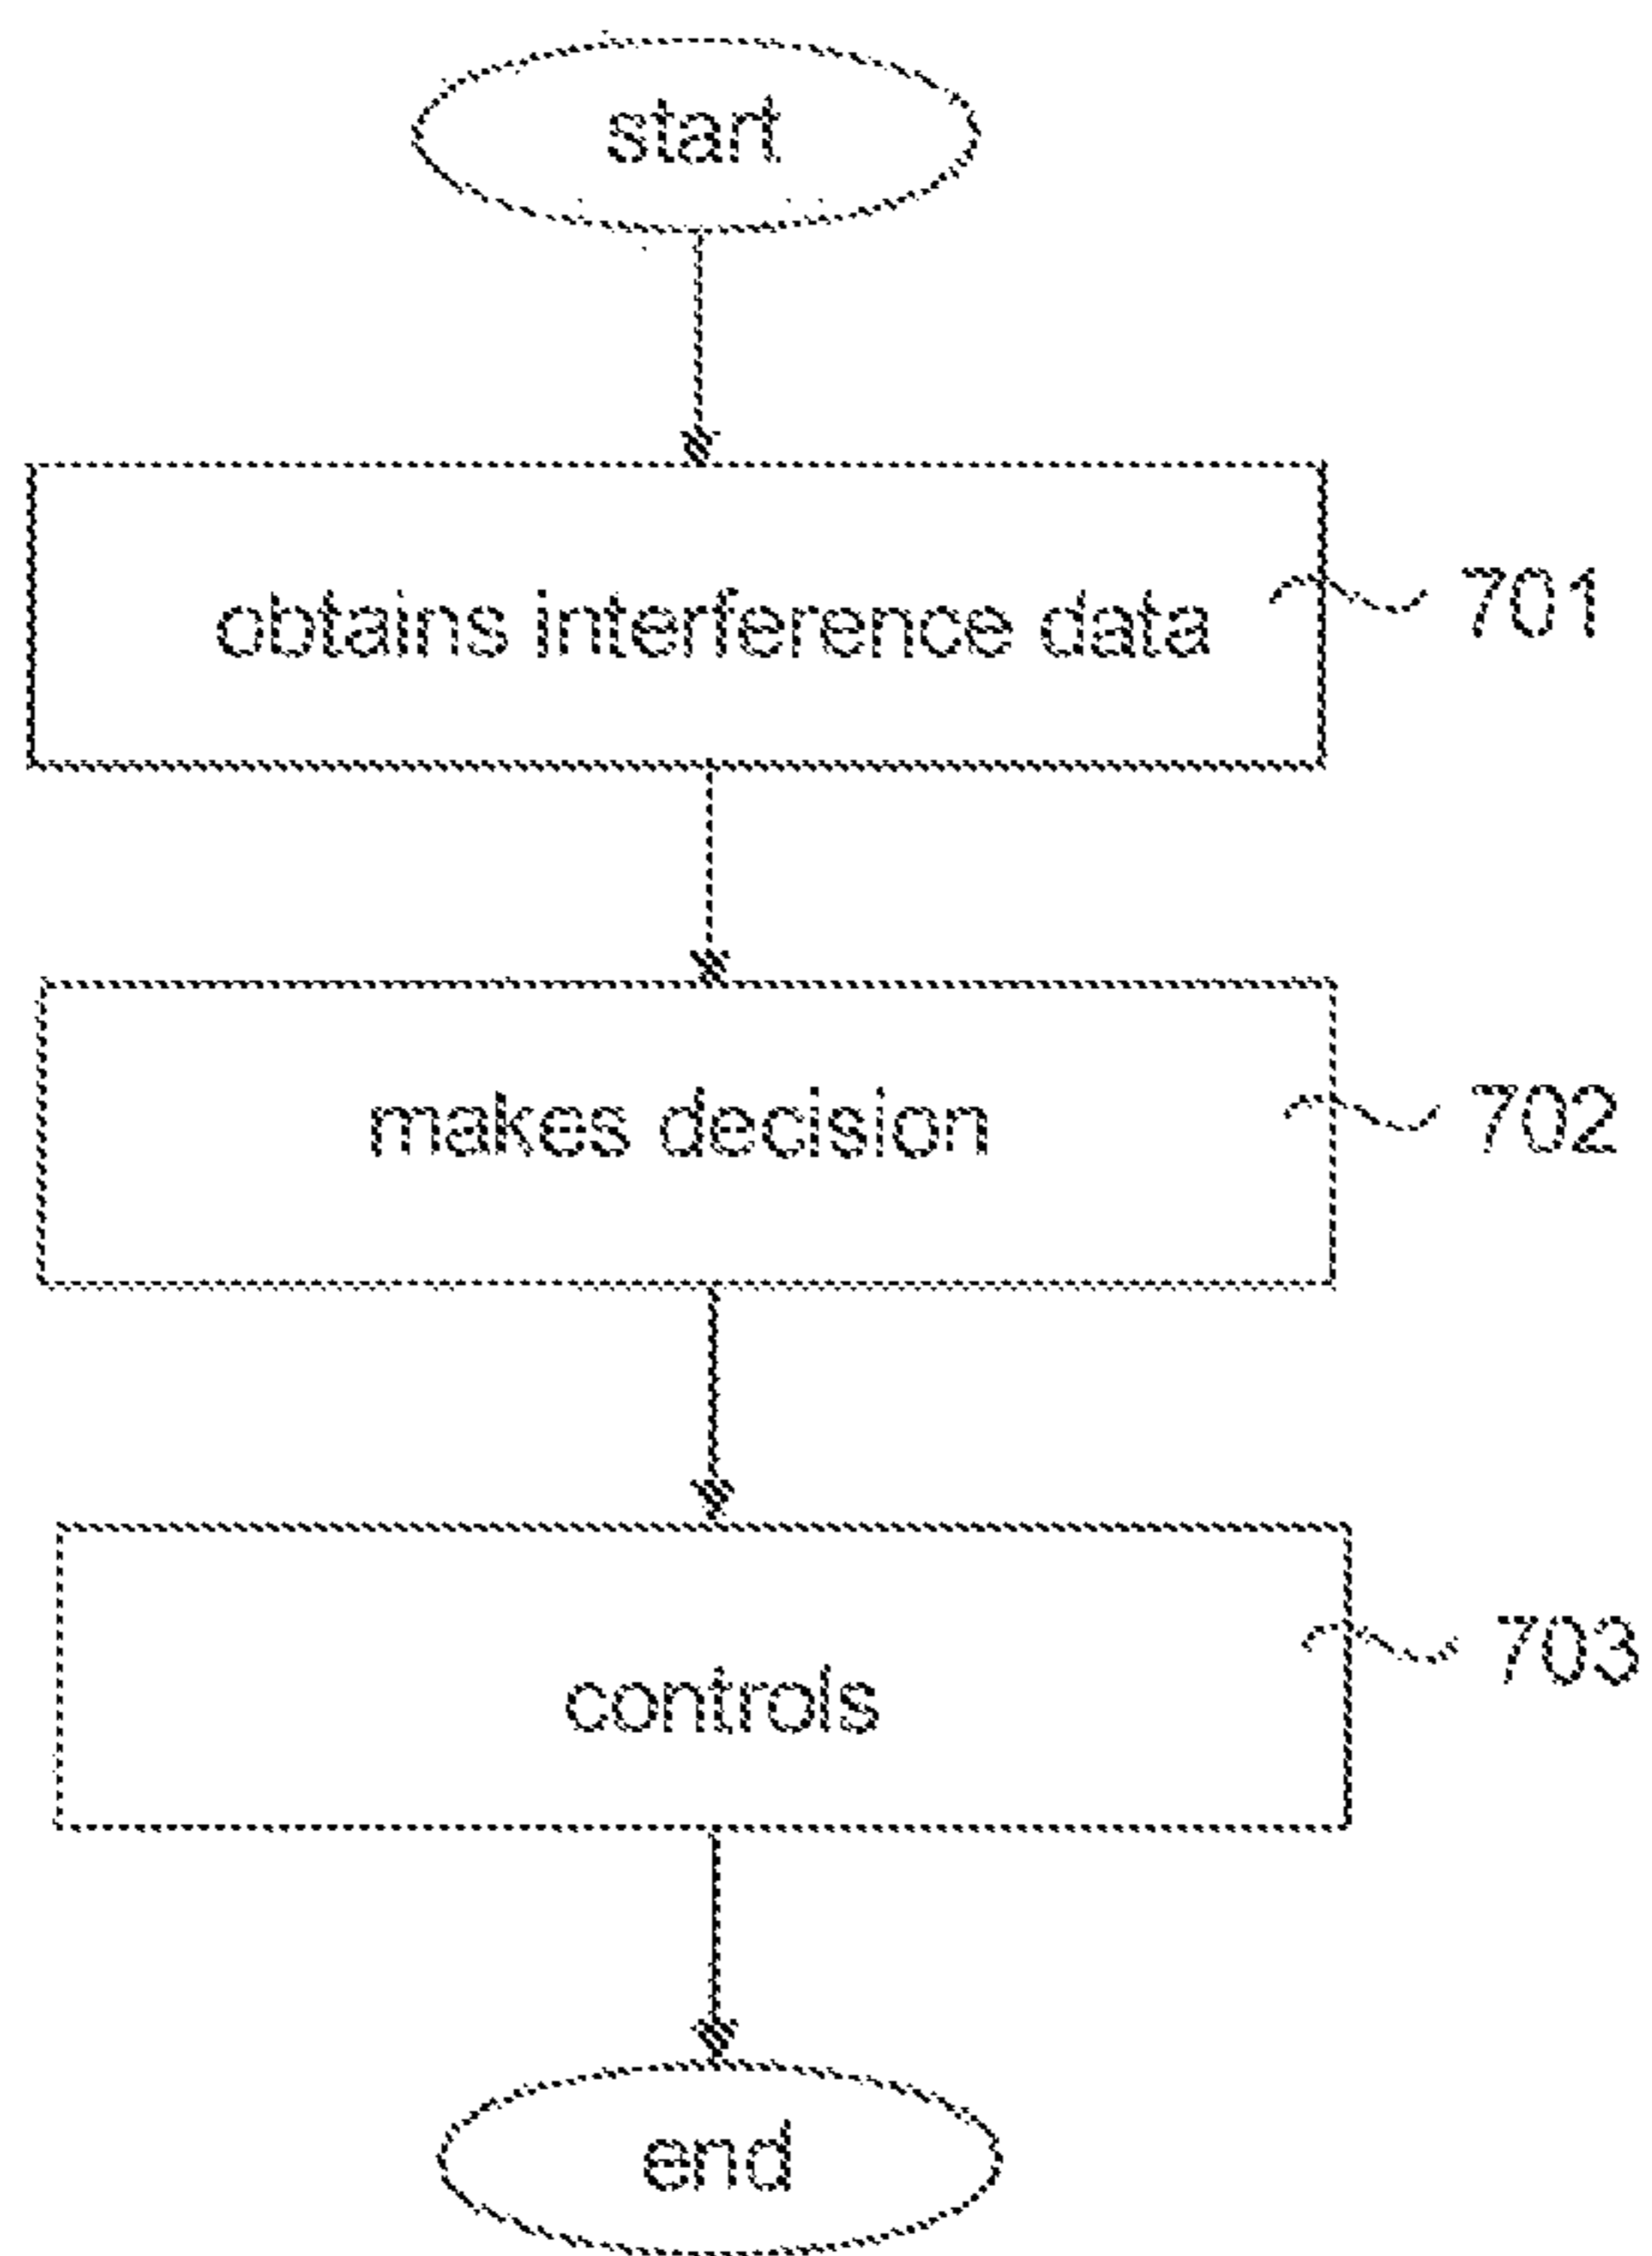 start
obtains interference data
701
makes decision
702
controls
703
end